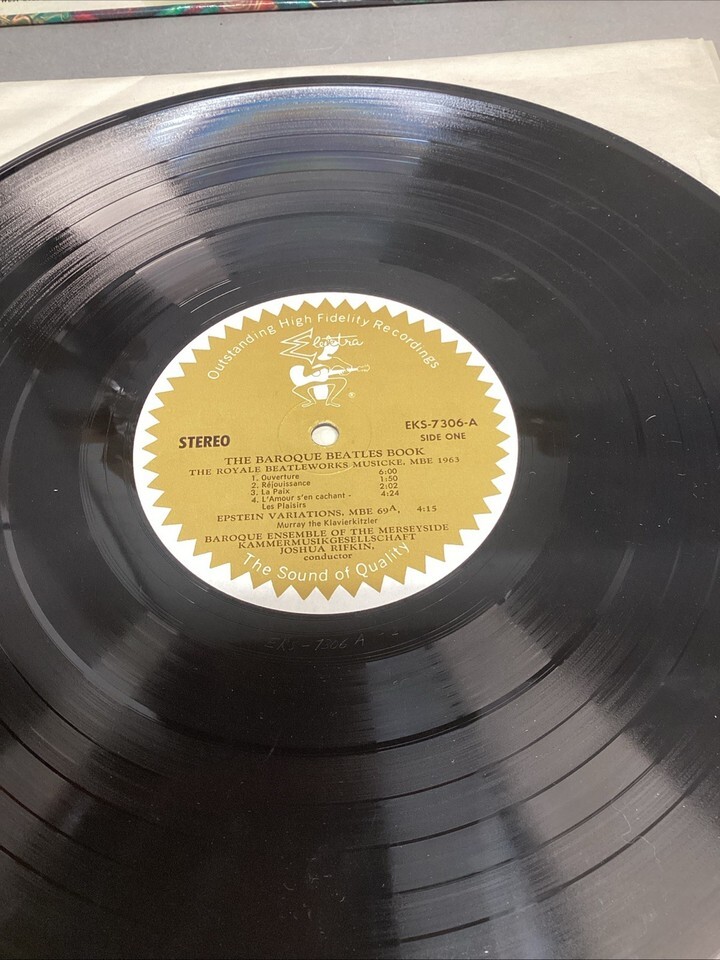 Outstanding High Fidelity Recordings
Elektra
®
EKS-7306-A
STEREO
SIDE ONE
THE BAROQUE BEATLES BOOK
THE ROYALE BEATLEWORKS MUSICKE, MBE 1963
1. Ouverture 6:00
2. Réjouissance 1:50
3. La Paix 2:02
4. L'Amour s'en cachant - 4:24
Les Plaisirs
EPSTEIN VARIATIONS, MBE 69A, 4:15
Murray the Klavierkitzler
BAROQUE ENSEMBLE OF THE MERSEYSIDE
KAMMERMUSIKGESELLSCHAFT
JOSHUA RIFKIN,
conductor
The Sound of Quality
EKS-7306 A